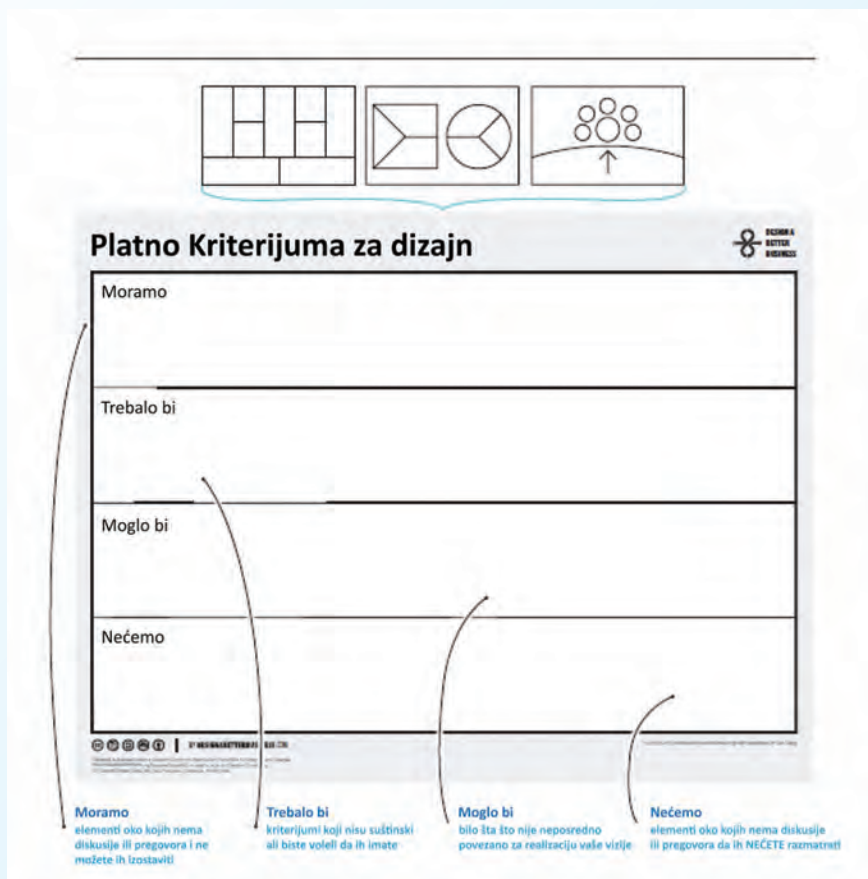 Platno Kriterijuma za dizajn
DESIGN A
BETTER
BUSINESS
Moramo
Trebalo bi
Moglo bi
Nećemo
Moramo
elementi oko kojih nema
diskusije ili pregovora i ne
možete ih izostaviti
Trebalo bi
kriterijumi koji nisu suštinski
ali biste voleli da ih imate
Moglo bi
bilo šta što nije neposredno
povezano za realizaciju vaše vizije
Nećemo
elementi oko kojih nema diskusije
ili pregovora da ih NEĆETE razmatrati